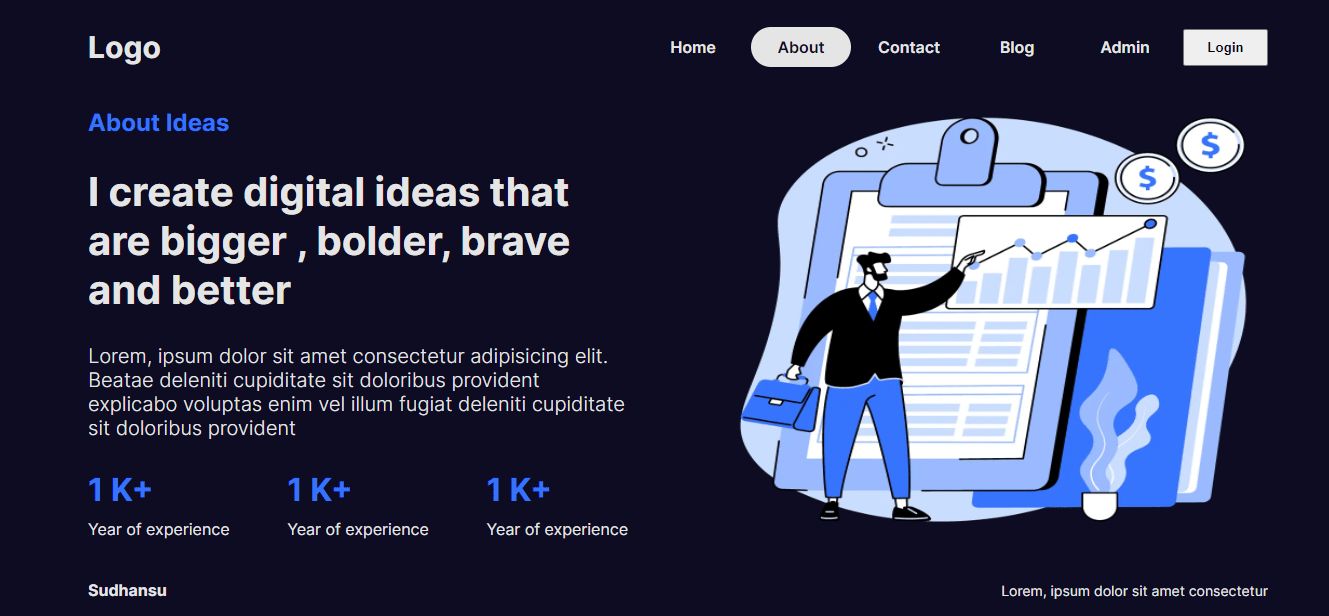 Logo
Home About Contact Blog Admin Login
About Ideas
I create digital ideas that
are bigger , bolder, brave
and better
$
$
Lorem, ipsum dolor sit amet consectetur adipisicing elit.
Beatae deleniti cupiditate sit doloribus provident
explicabo voluptas enim vel illum fugiat deleniti cupiditate
sit doloribus provident
1 K+ 1 K+ 1 K+
Year of experience Year of experience Year of experience
Sudhansu
Lorem, ipsum dolor sit amet consectetur